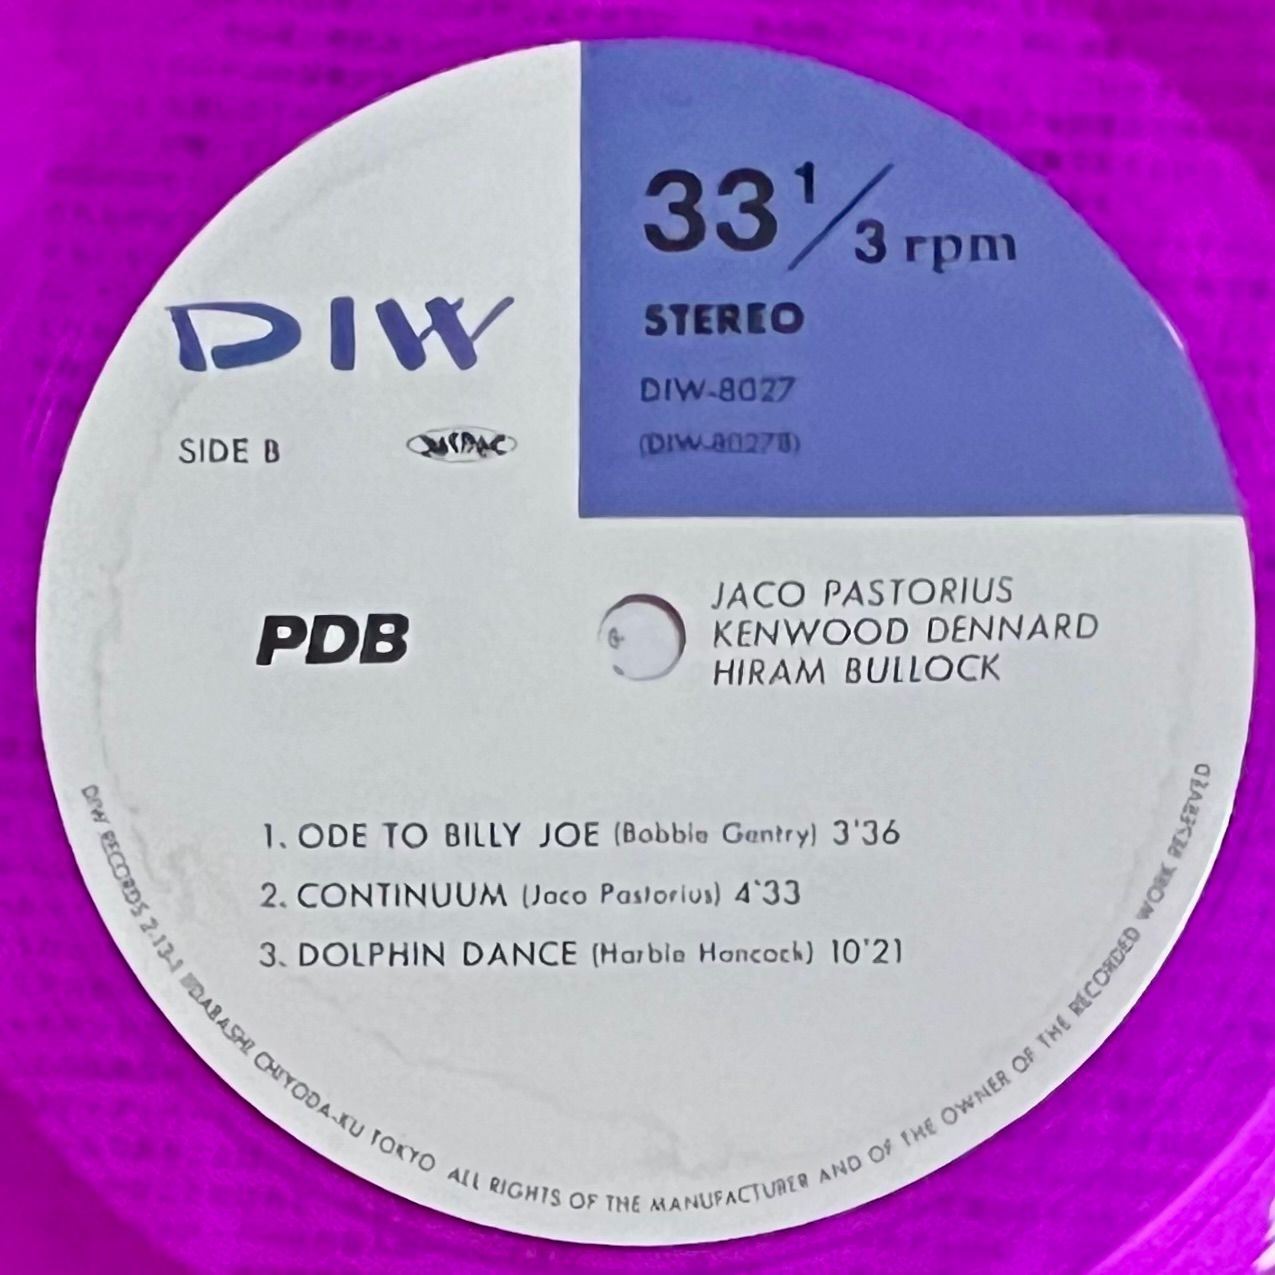 33 1/3 rpm
STEREO
DIW-8027
(DIW-8027B)
DIW
SIDE B
PDB
JACO PASTORIUS
KENWOOD DENNARD
HIRAM BULLOCK
1. ODE TO BILLY JOE (Bobbie Gentry) 3'36
2. CONTINUUM (Jaco Pastorius) 4'33
3. DOLPHIN DANCE (Herbie Hancock) 10'21
DIW RECORDS 2-13-1 IIDABASHI CHIYODA-KU TOKYO ALL RIGHTS OF THE MANUFACTURER AND OF THE OWNER OF THE RECORDED WORK RESERVED